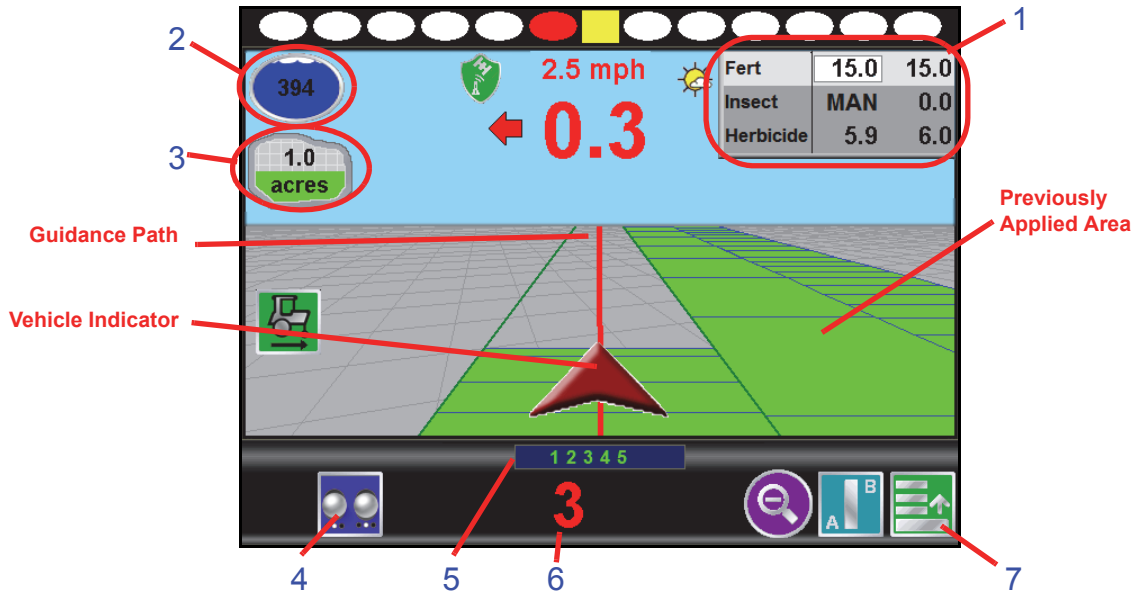 1
2
394
2.5 mph
0.3
Fert 15.0 15.0
Insect MAN 0.0
Herbicide 5.9 6.0
3
1.0
acres
Previously
Applied Area
Guidance Path
Vehicle Indicator
1 2 3 4 5
3
A B
4
5
6
7